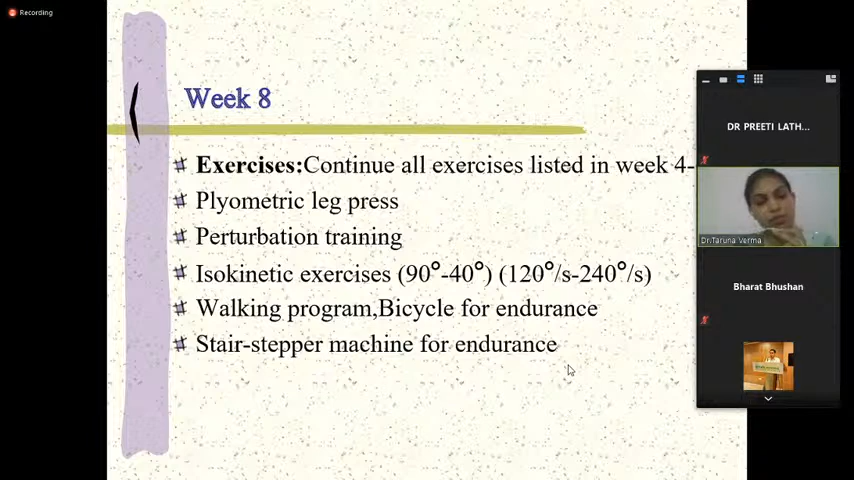 Recording
Week 8
Exercises:Continue all exercises listed in week 4-
Plyometric leg press
Perturbation training
Isokinetic exercises (90°-40°) (120°/s-240°/s)
Walking program,Bicycle for endurance
Stair-stepper machine for endurance
DR PREETI LATH...
Dr.Taruna Verma
Bharat Bhushan